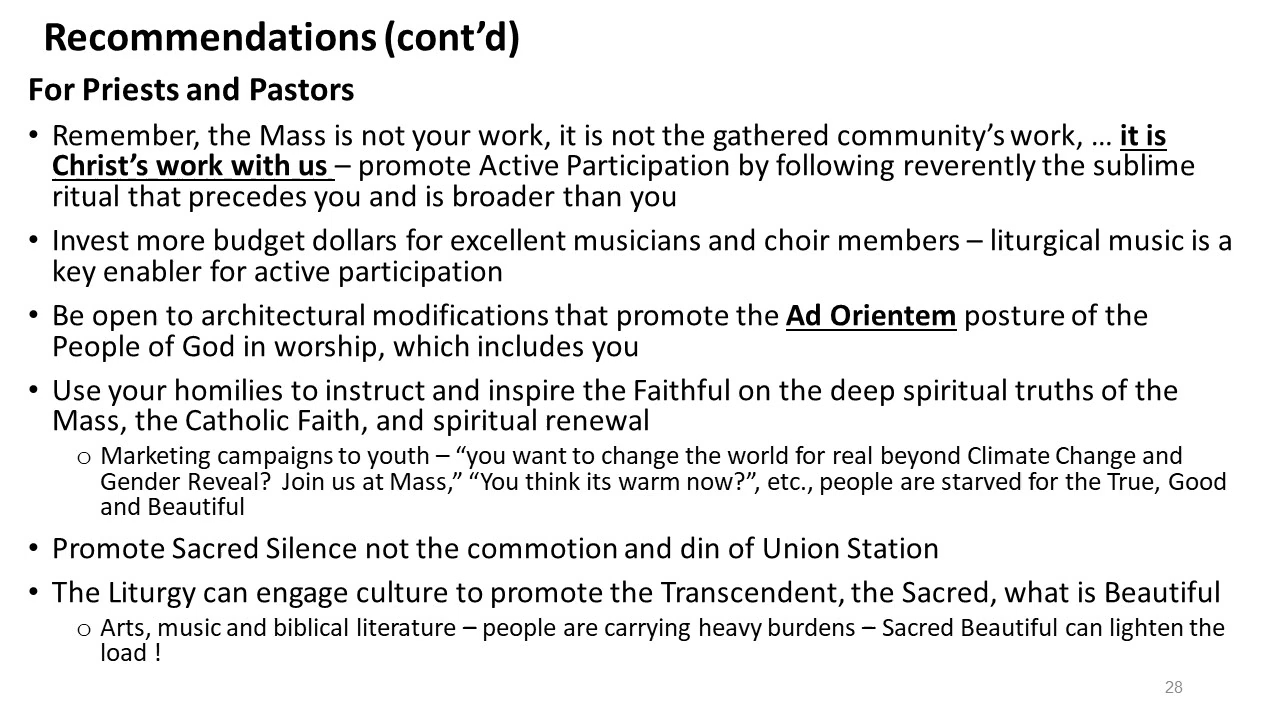 Recommendations (cont’d)
For Priests and Pastors
• Remember, the Mass is not your work, it is not the gathered community’s work, … it is
Christ’s work with us – promote Active Participation by following reverently the sublime
ritual that precedes you and is broader than you
• Invest more budget dollars for excellent musicians and choir members – liturgical music is a
key enabler for active participation
• Be open to architectural modifications that promote the Ad Orientem posture of the
People of God in worship, which includes you
• Use your homilies to instruct and inspire the Faithful on the deep spiritual truths of the
Mass, the Catholic Faith, and spiritual renewal
o Marketing campaigns to youth – “you want to change the world for real beyond Climate Change and
Gender Reveal? Join us at Mass,” “You think its warm now?”, etc., people are starved for the True, Good
and Beautiful
• Promote Sacred Silence not the commotion and din of Union Station
• The Liturgy can engage culture to promote the Transcendent, the Sacred, what is Beautiful
o Arts, music and biblical literature – people are carrying heavy burdens – Sacred Beautiful can lighten the
load !
28